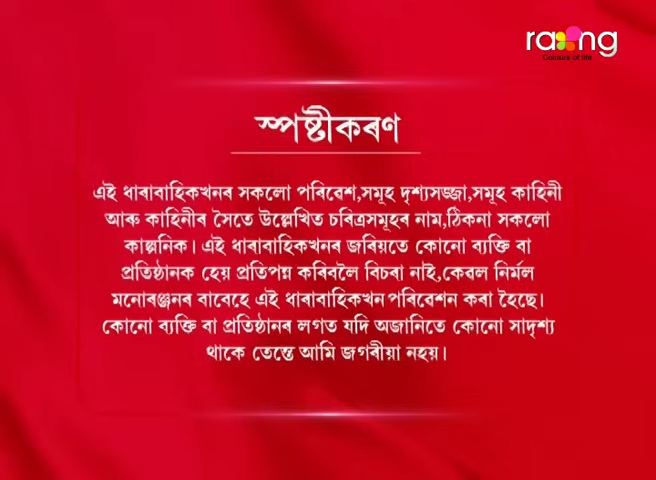 rang
Colours of life
স্পষ্টীকৰণ
এই ধাৰাবাহিকখনৰ সকলো পৰিৱেশ,সমূহ দৃশ্যসজ্জা,সমূহ কাহিনী
আৰু কাহিনীৰ সৈতে উল্লেখিত চৰিত্ৰসমূহৰ নাম,ঠিকনা সকলো
কাল্পনিক। এই ধাৰাবাহিকখনৰ জৰিয়তে কোনো ব্যক্তি বা
প্ৰতিষ্ঠানক হেয় প্ৰতিপন্ন কৰিবলৈ বিচৰা নাই,কেৱল নিৰ্মল
মনোৰঞ্জনৰ বাবেহে এই ধাৰাবাহিকখন পৰিৱেশন কৰা হৈছে।
কোনো ব্যক্তি বা প্ৰতিষ্ঠানৰ লগত যদি অজানিতে কোনো সাদৃশ্য
থাকে তেন্তে আমি জগৰীয়া নহয়।